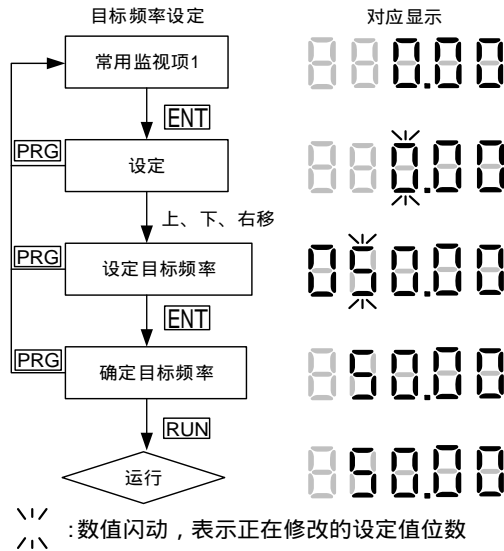 目标频率设定 对应显示
常用监视项1 0.00
ENT
PRG 设定 0.00
上、下、右移
PRG 设定目标频率 050.00
ENT
PRG 确定目标频率 50.00
RUN
运行 50.00
:数值闪动，表示正在修改的设定值位数